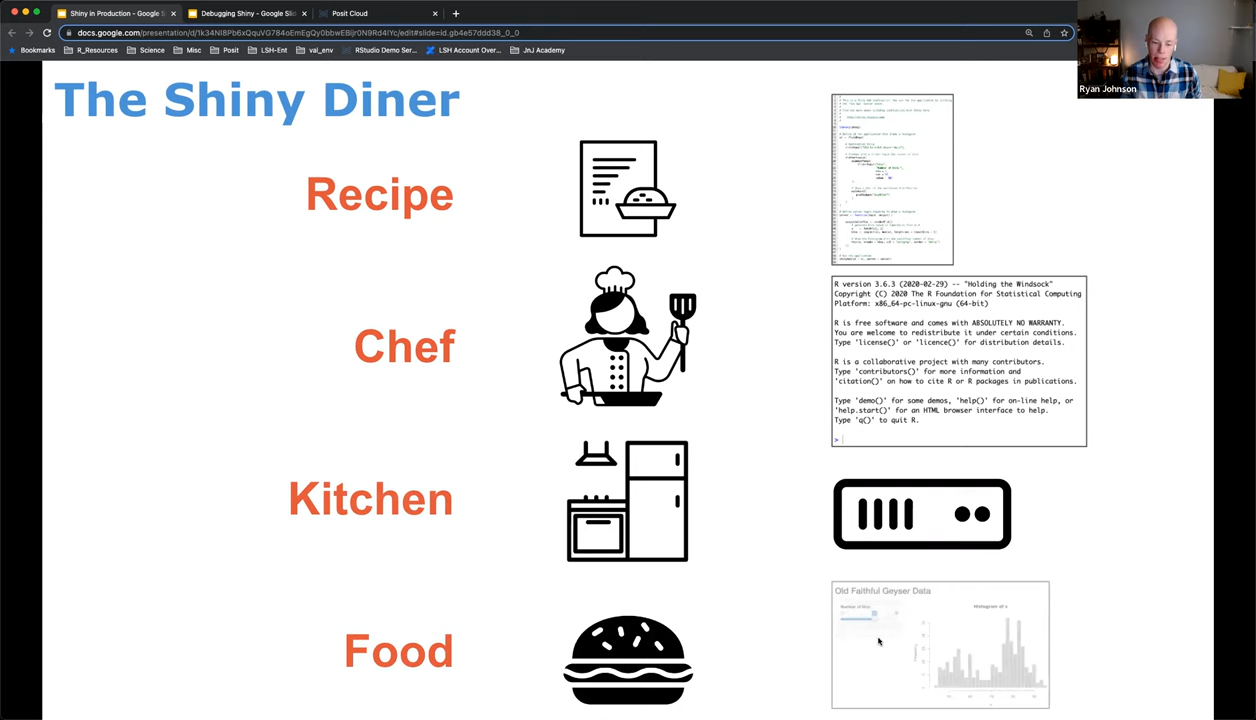 Shiny in Production - Google S
Debugging Shiny - Google Slid
Posit Cloud
docs.google.com/presentation/d/1k34NI8Pb6xQquVG784oEmEgQy0bbwEBijr0N9Rd4lYc/edit#slide=id.gb4e57ddd38_0_0
Bookmarks
R_Resources
Science
Misc
Posit
LSH-Ent
val_env
RStudio Demo Ser...
LSH Account Over...
JnJ Academy
Ryan Johnson
The Shiny Diner
Recipe
Chef
R version 3.6.3 (2020-02-29) -- "Holding the Windsock"
Copyright (C) 2020 The R Foundation for Statistical Computing
Platform: x86_64-pc-linux-gnu (64-bit)
R is free software and comes with ABSOLUTELY NO WARRANTY.
You are welcome to redistribute it under certain conditions.
Type 'license()' or 'licence()' for distribution details.
R is a collaborative project with many contributors.
Type 'contributors()' for more information and
'citation()' on how to cite R or R packages in publications.
Type 'demo()' for some demos, 'help()' for on-line help, or
'help.start()' for an HTML browser interface to help.
Type 'q()' to quit R.
>
Kitchen
Food
Old Faithful Geyser Data
Number of bins:
Histogram of x
Frequency